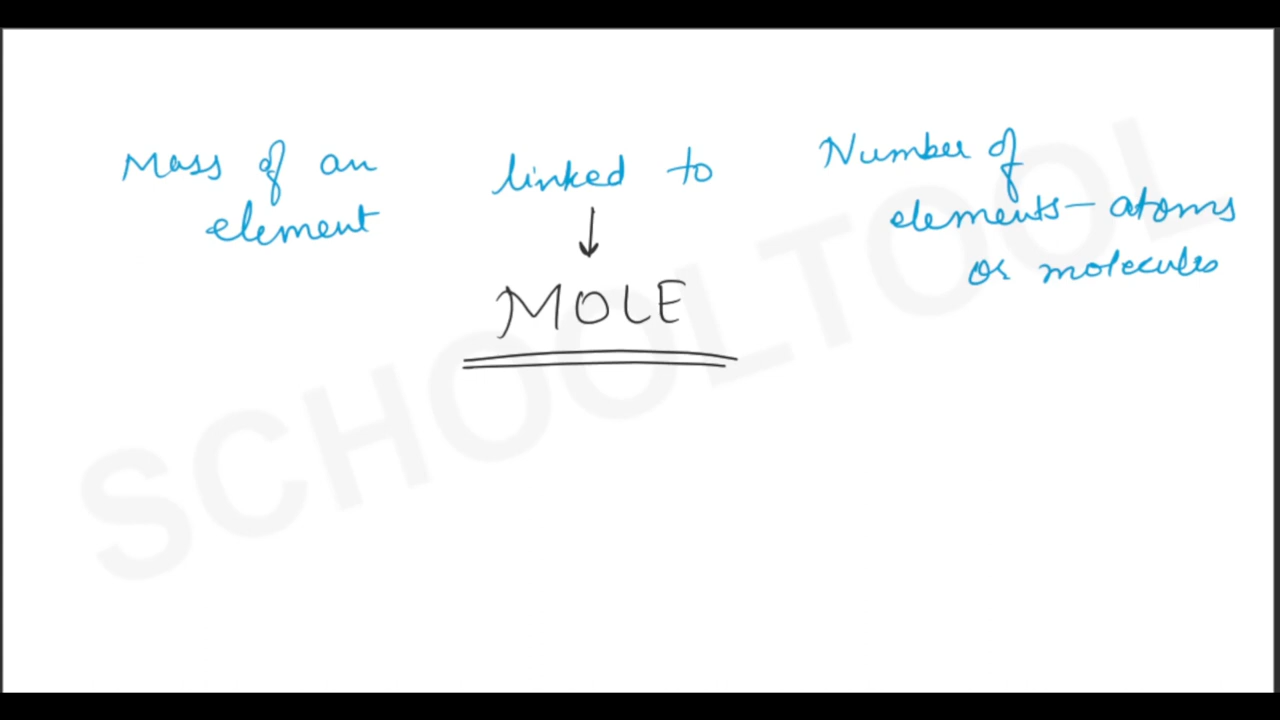 Mass of an
element
linked to
Number of
elements – atoms
or molecules
MOLE
SCHOOLTOOL